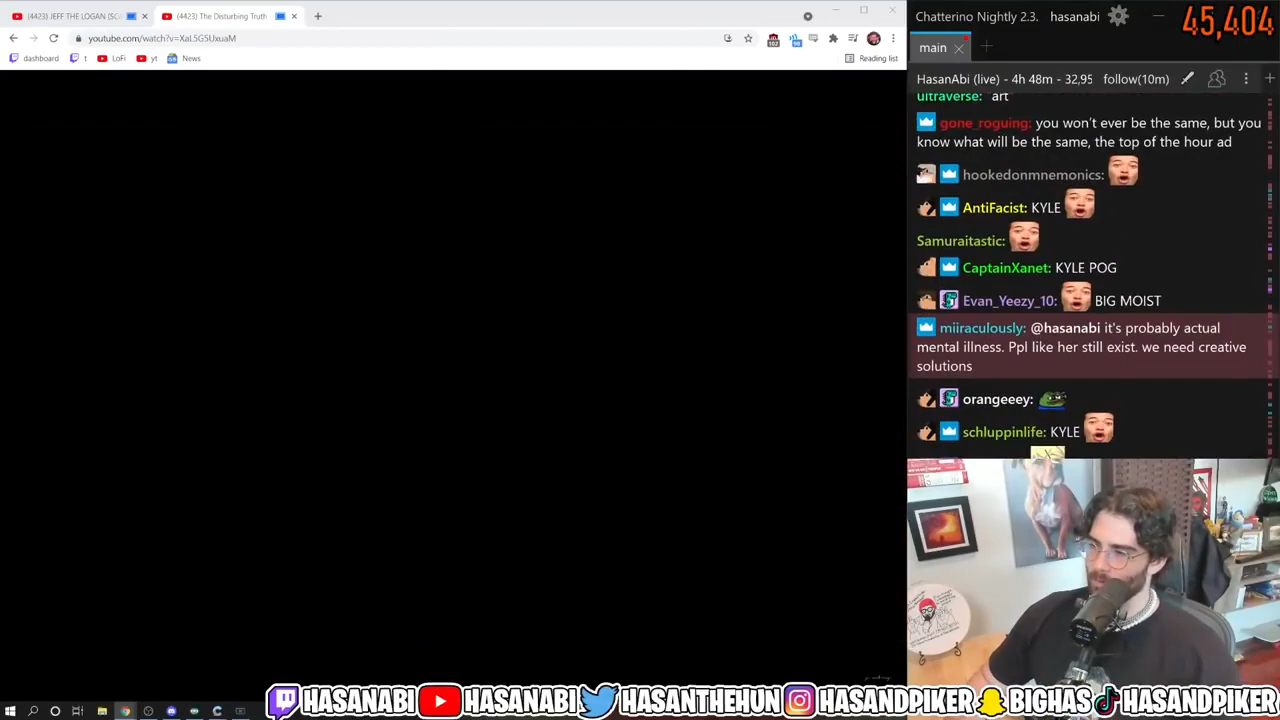 (4423) JEFF THE LOGAN (SC
(4423) The Disturbing Truth
youtube.com/watch?v=XaL5G5UxuaM
102
98
dashboard
t
LoFi
yt
News
Reading list
Chatterino Nightly 2.3.
hasanabi
45,404
main
HasanAbi (live) - 4h 48m - 32,95
follow(10m)
ultraverse: art
gone_roguing: you won't ever be the same, but you
know what will be the same, the top of the hour ad
hookedonmnemonics:
AntiFacist: KYLE
Samuraitastic:
CaptainXanet: KYLE POG
Evan_Yeezy_10: BIG MOIST
miiraculously: @hasanabi it's probably actual
mental illness. Ppl like her still exist. we need creative
solutions
orangeeey:
schluppinlife: KYLE
HASANABI
HASANABI
HASANTHEHUN
HASANDPIKER
BIGHAS
HASANDPIKER